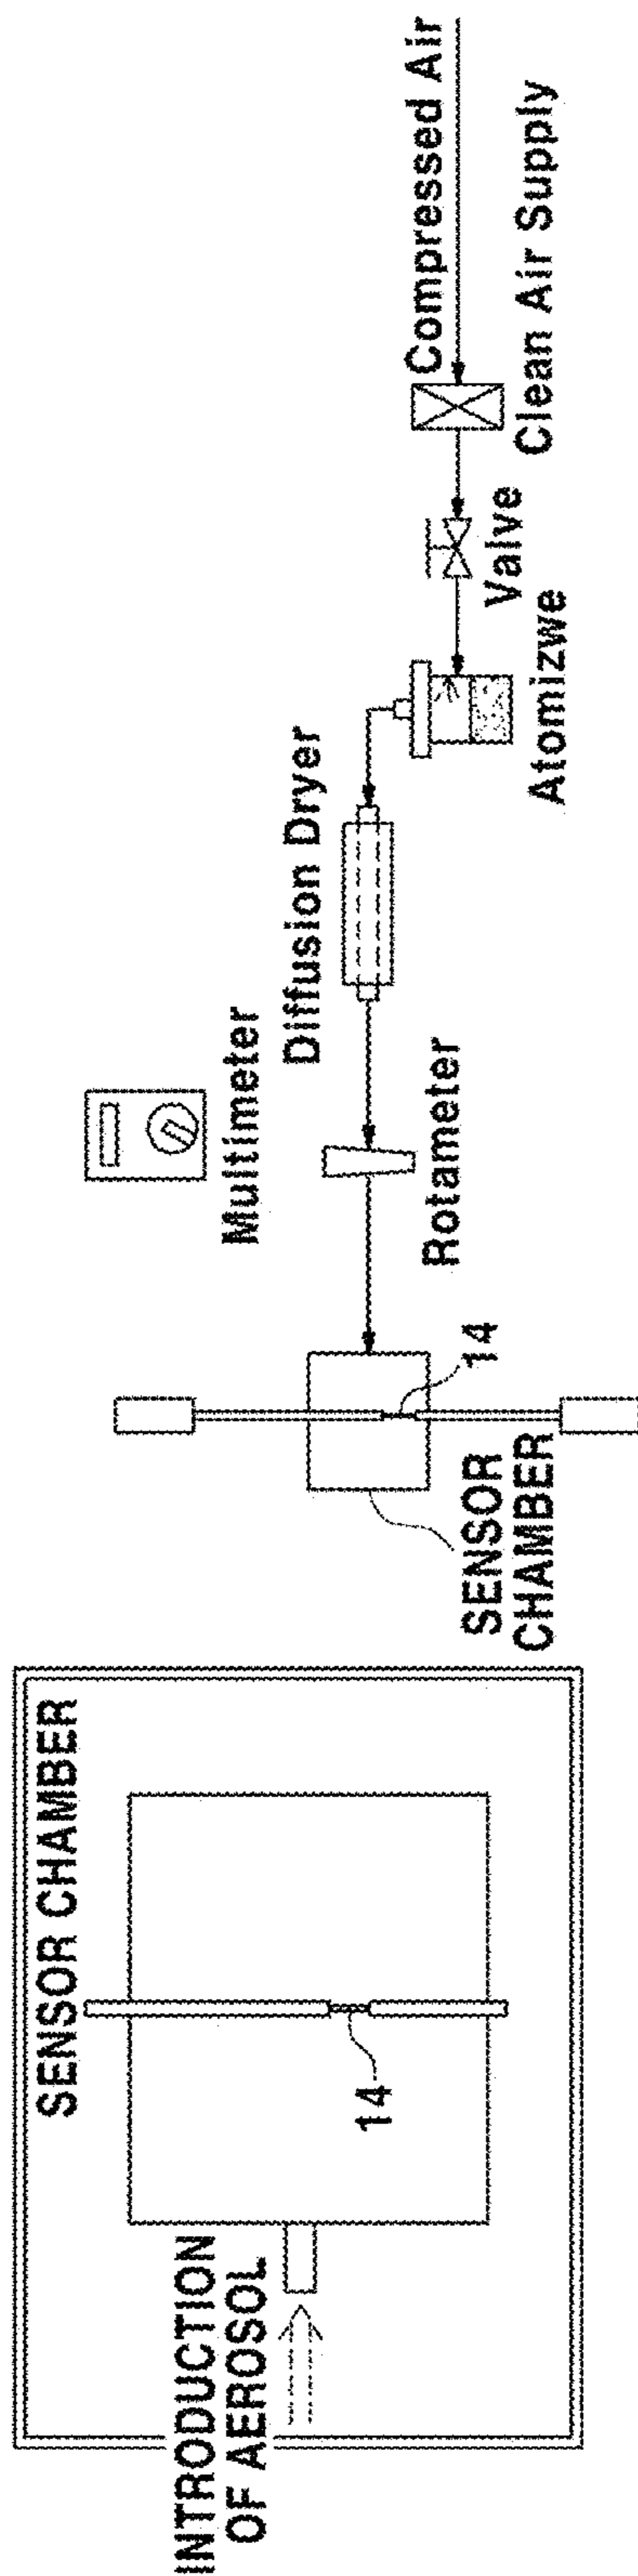 SENSOR CHAMBER
14
INTRODUCTION
OF AEROSOL
Multimeter
Diffusion Dryer
Compressed Air
Clean Air Supply
Valve
Atomizwe
Rotameter
14
SENSOR
CHAMBER